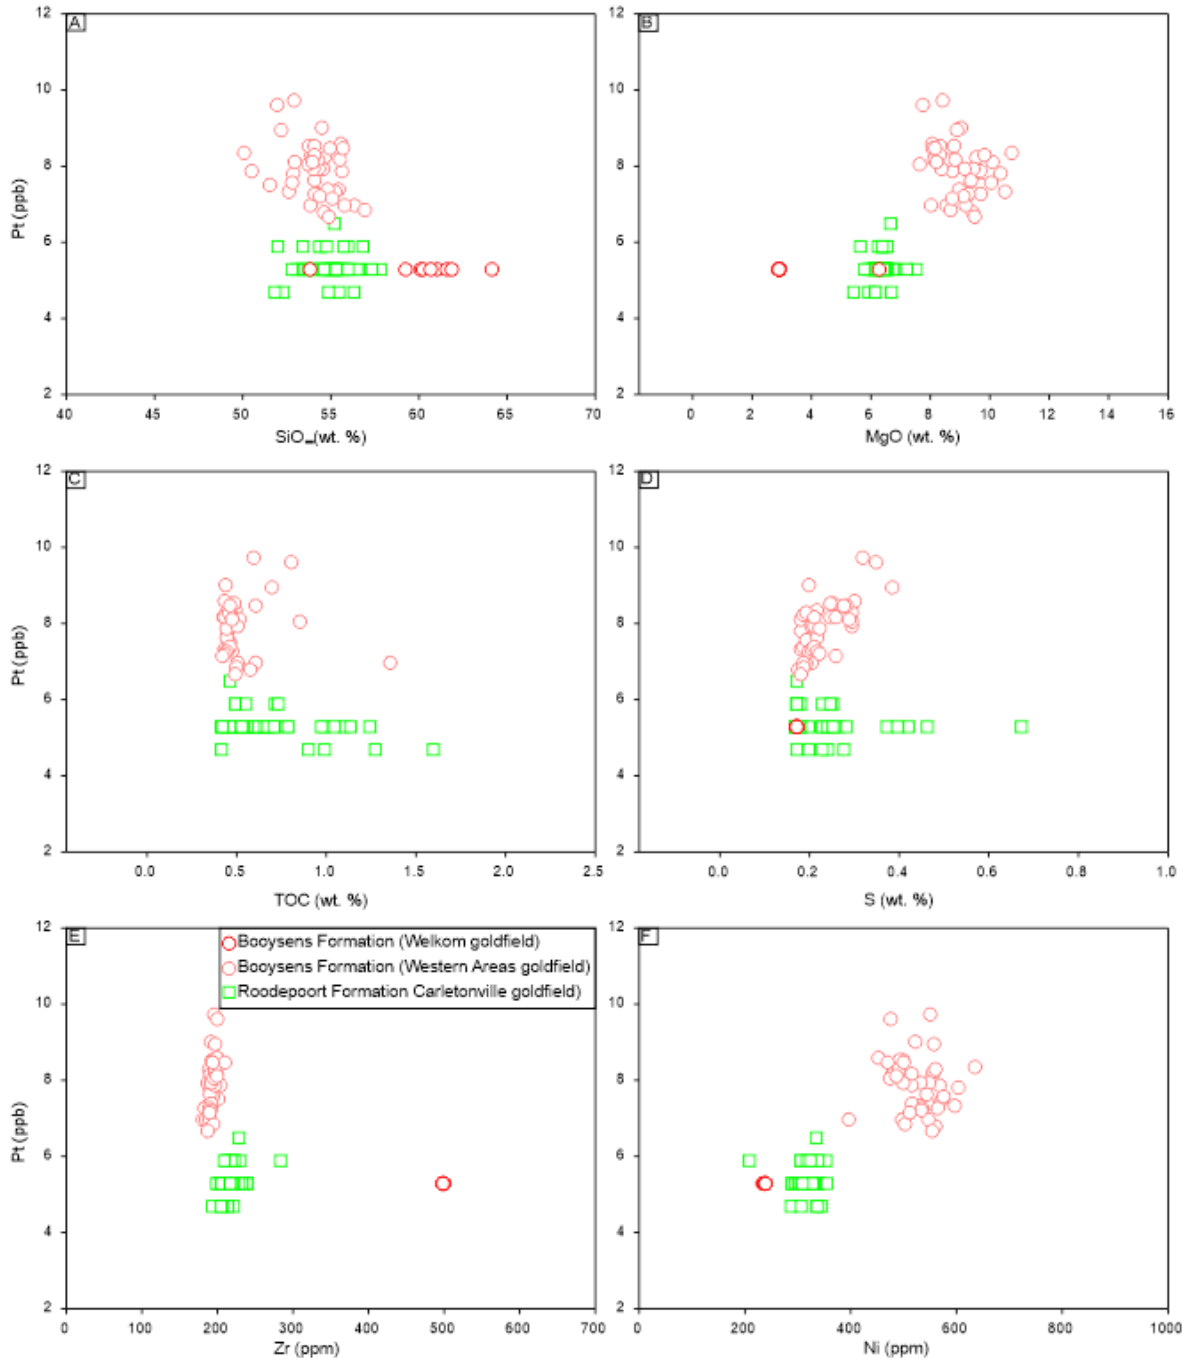 A
B
12
10
8
6
4
2
Pt (ppb)
40 45 50 55 60 65 70
SiO₂(wt. %)
12
10
8
6
4
2
0 2 4 6 8 10 12 14 16
MgO (wt. %)
C
D
12
10
8
6
4
2
Pt (ppb)
0.0 0.5 1.0 1.5 2.0 2.5
TOC (wt. %)
12
10
8
6
4
2
0.0 0.2 0.4 0.6 0.8 1.0
S (wt. %)
E
F
Booysens Formation (Welkom goldfield)
Booysens Formation (Western Areas goldfield)
Roodepoort Formation Carletonville goldfield)
12
10
8
6
4
2
Pt (ppb)
0 100 200 300 400 500 600 700
Zr (ppm)
12
10
8
6
4
2
0 200 400 600 800 1000
Ni (ppm)